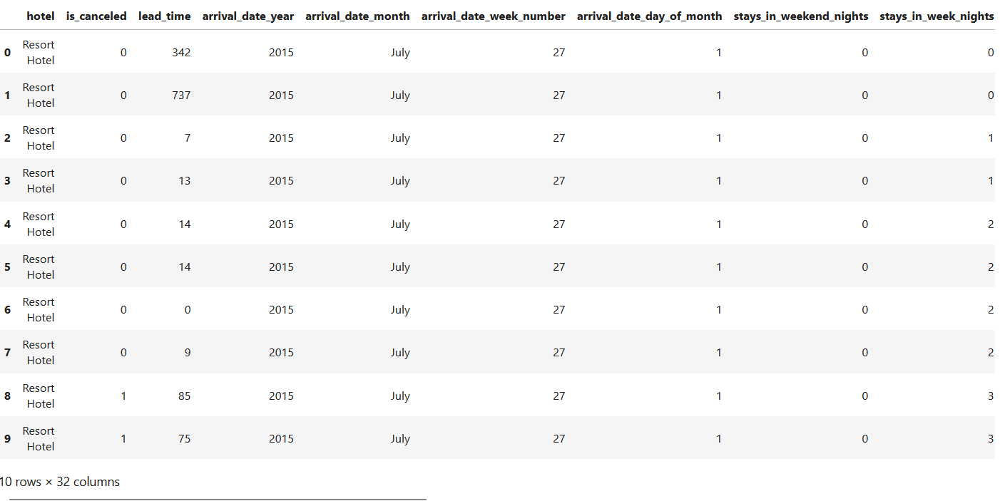 hotel is_canceled lead_time arrival_date_year arrival_date_month arrival_date_week_number arrival_date_day_of_month stays_in_weekend_nights stays_in_week_nights
0 Resort Hotel 0 342 2015 July 27 1 0 0
1 Resort Hotel 0 737 2015 July 27 1 0 0
2 Resort Hotel 0 7 2015 July 27 1 0 1
3 Resort Hotel 0 13 2015 July 27 1 0 1
4 Resort Hotel 0 14 2015 July 27 1 0 2
5 Resort Hotel 0 14 2015 July 27 1 0 2
6 Resort Hotel 0 0 2015 July 27 1 0 2
7 Resort Hotel 0 9 2015 July 27 1 0 2
8 Resort Hotel 1 85 2015 July 27 1 0 3
9 Resort Hotel 1 75 2015 July 27 1 0 3
10 rows × 32 columns